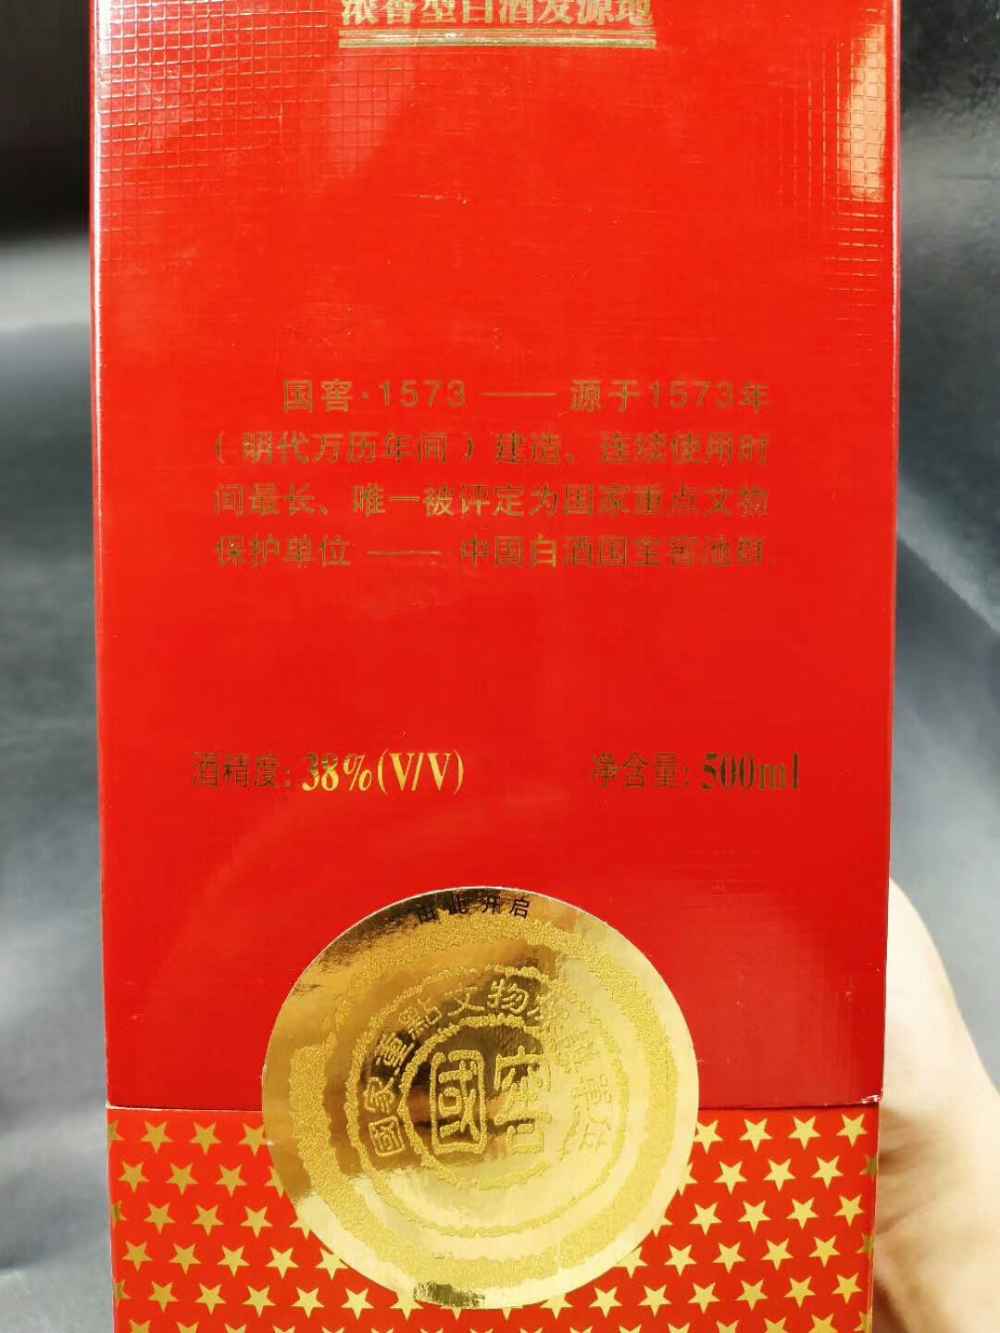 浓香型白酒发源地
国窖·1573 —— 源于1573年
（明代万历年间）建造、连续使用时
间最长、唯一被评定为国家重点文物
保护单位 —— 中国白酒国宝窖池群
酒精度: 38%(V/V)
净含量: 500ml
由此开启
國家重點文物保護單位
國窖